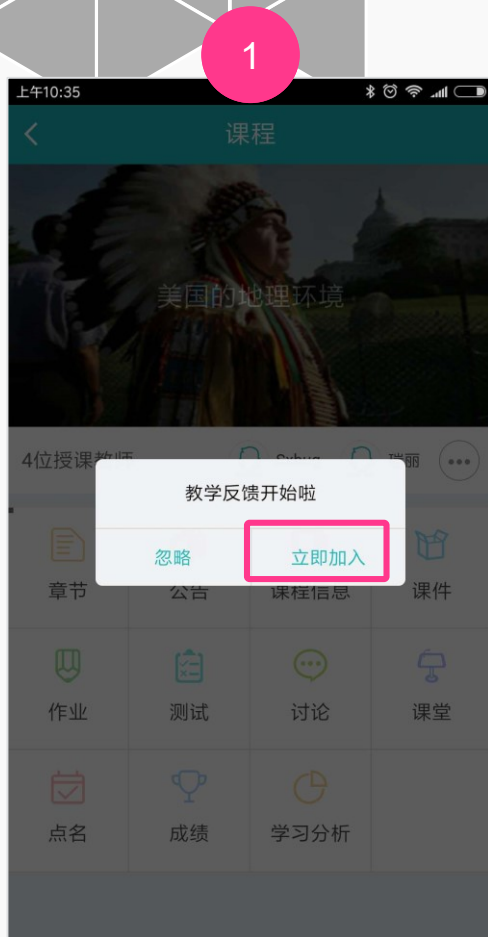 1
上午10:35
课程
美国的地理环境
4位授课教师
瑞丽
教学反馈开始啦
忽略
立即加入
章节
公告
课程信息
课件
作业
测试
讨论
课堂
点名
成绩
学习分析